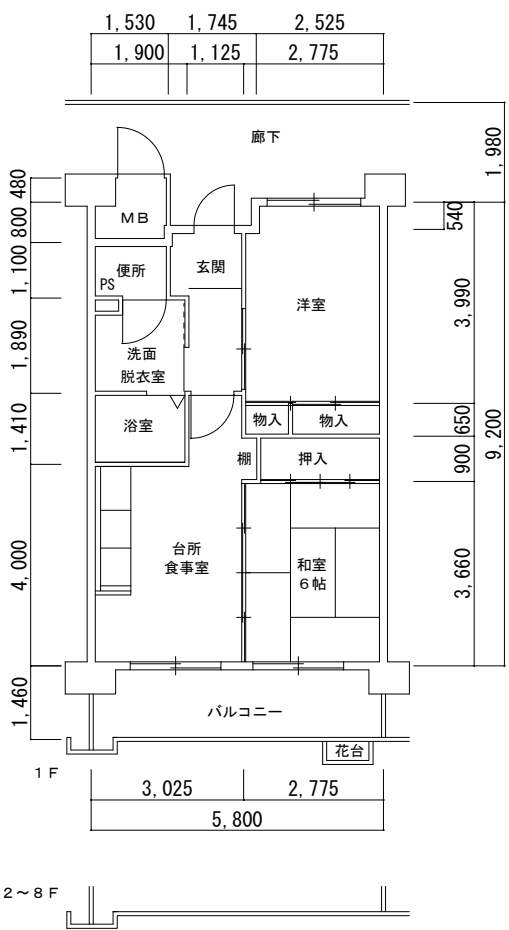 1,530 1,745 2,525
1,900 1,125 2,775
廊下
1,980
480
800
1,100
1,890
1,410
4,000
1,460
540
3,990
650
900
3,660
9,200
MB
便所
PS
玄関
洋室
洗面
脱衣室
浴室
物入
物入
棚
押入
台所
食事室
和室
6帖
バルコニー
花台
1F
3,025 2,775
5,800
2~8F